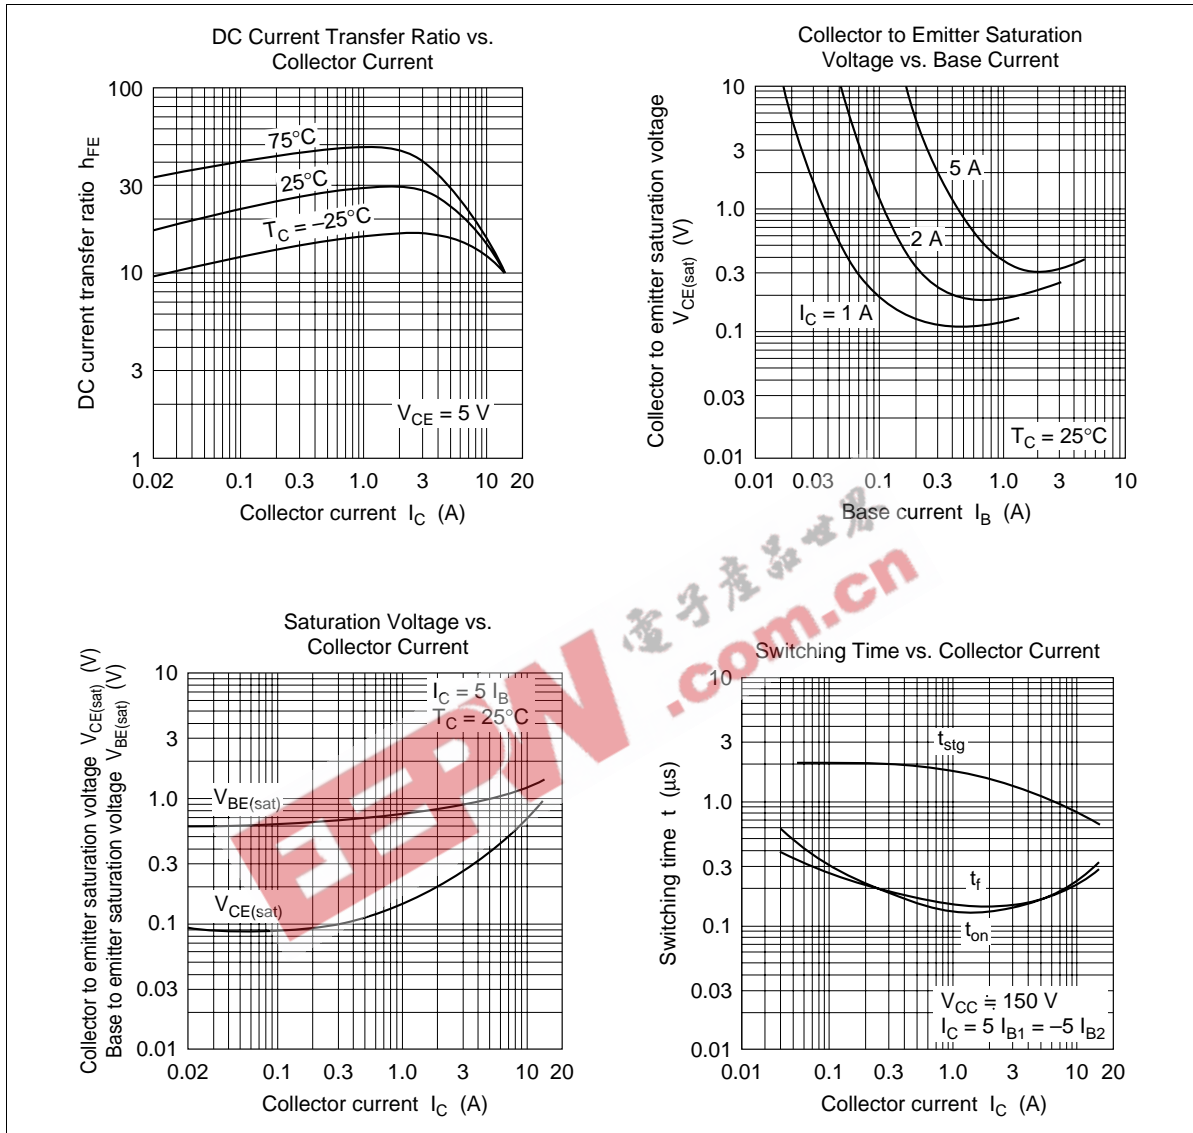 DC Current Transfer Ratio vs.
Collector Current
DC current transfer ratio hFE
100
30
10
3
1
75°C
25°C
TC = –25°C
VCE = 5 V
0.02 0.1 0.3 1.0 3 10 20
Collector current IC (A)
Collector to Emitter Saturation
Voltage vs. Base Current
Collector to emitter saturation voltage
VCE(sat) (V)
10
3
1.0
0.3
0.1
0.03
0.01
5 A
2 A
IC = 1 A
TC = 25°C
0.01 0.03 0.1 0.3 1.0 3 10
Base current IB (A)
Saturation Voltage vs.
Collector Current
Collector to emitter saturation voltage VCE(sat) (V)
Base to emitter saturation voltage VBE(sat) (V)
10
3
1.0
0.3
0.1
0.03
0.01
IC = 5 IB
TC = 25°C
VBE(sat)
VCE(sat)
0.02 0.1 0.3 1.0 3 10 20
Collector current IC (A)
Switching Time vs. Collector Current
Switching time t (μs)
10
3
1.0
0.3
0.1
0.03
0.01
tstg
tf
ton
VCC ≒ 150 V
IC = 5 IB1 = –5 IB2
0.01 0.1 0.3 1.0 3 10 20
Collector current IC (A)
EEPW.com.cn
電子產品世界